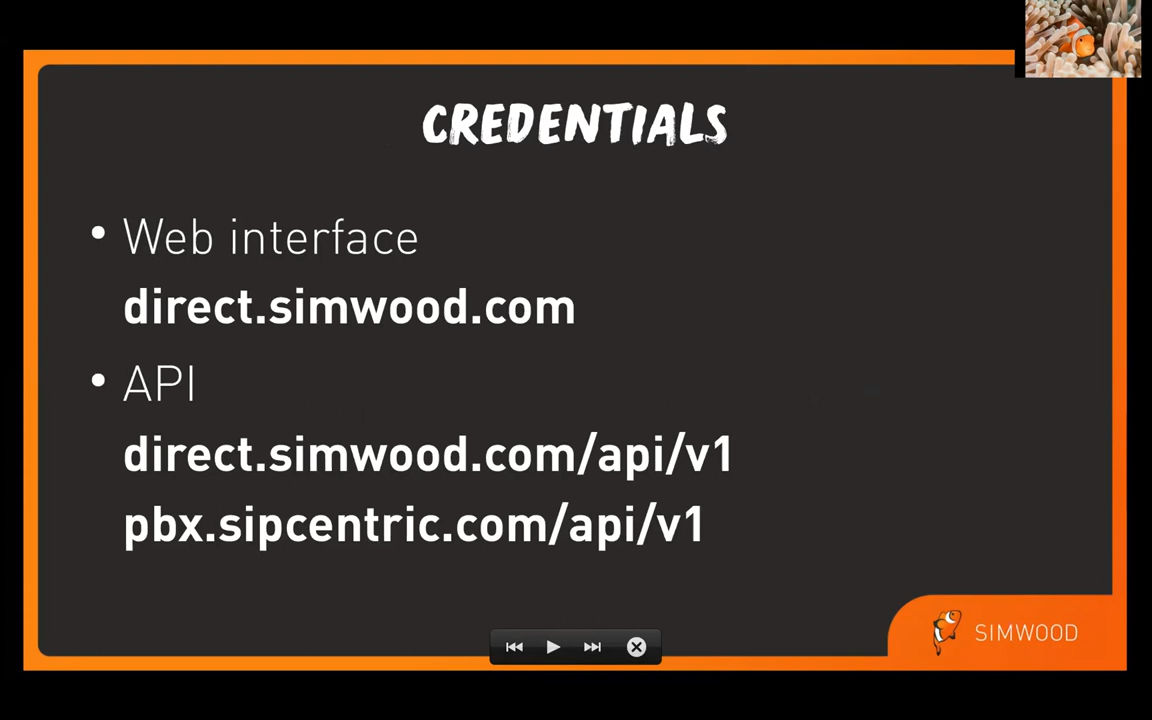 CREDENTIALS
• Web interface
direct.simwood.com
• API
direct.simwood.com/api/v1
pbx.sipcentric.com/api/v1
SIMWOOD